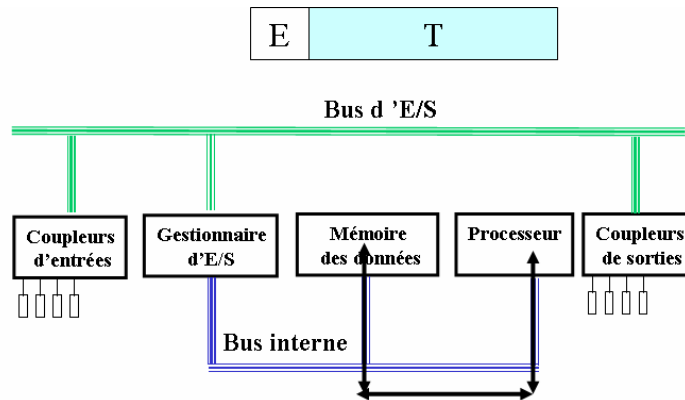 E T
Bus d ’E/S
Coupleurs
d’entrées
Gestionnaire
d’E/S
Mémoire
des données
Processeur
Coupleurs
de sorties
Bus interne